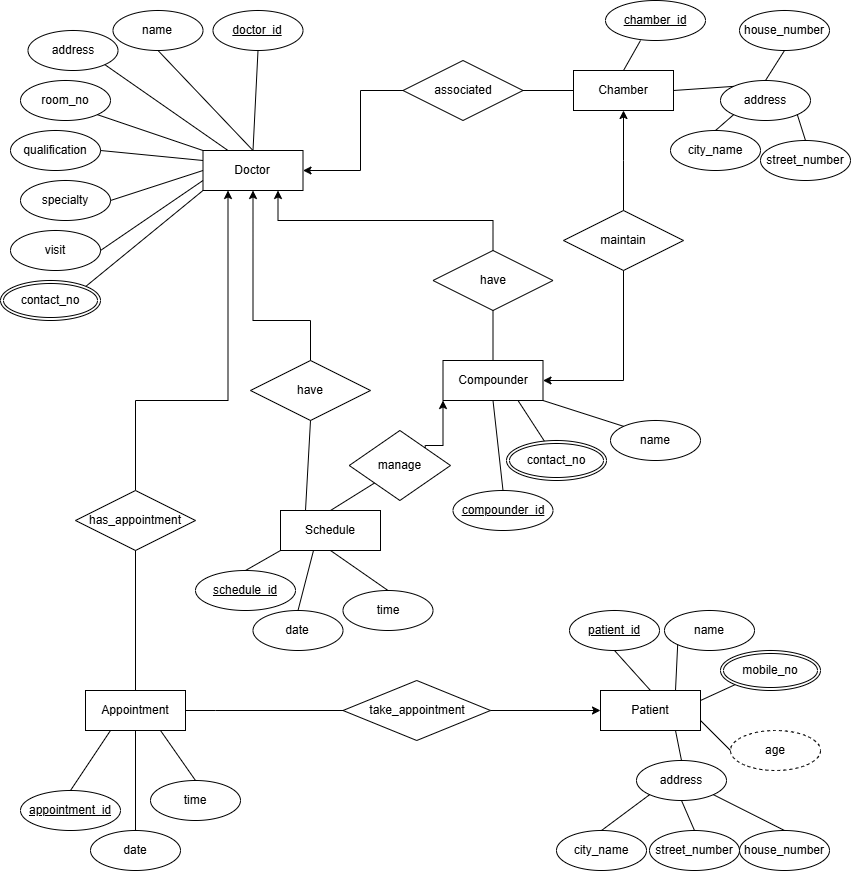 chamber_id
name
doctor_id
house_number
address
associated
Chamber
address
room_no
qualification
city_name
street_number
Doctor
specialty
visit
maintain
contact_no
have
have
Compounder
name
contact_no
manage
compounder_id
has_appointment
Schedule
schedule_id
time
date
patient_id
name
mobile_no
Appointment
take_appointment
Patient
age
address
appointment_id
time
date
city_name
street_number
house_number